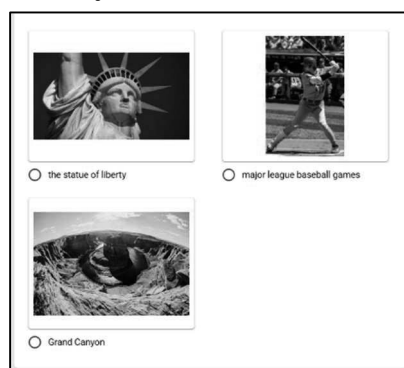 the statue of liberty
major league baseball games
Grand Canyon